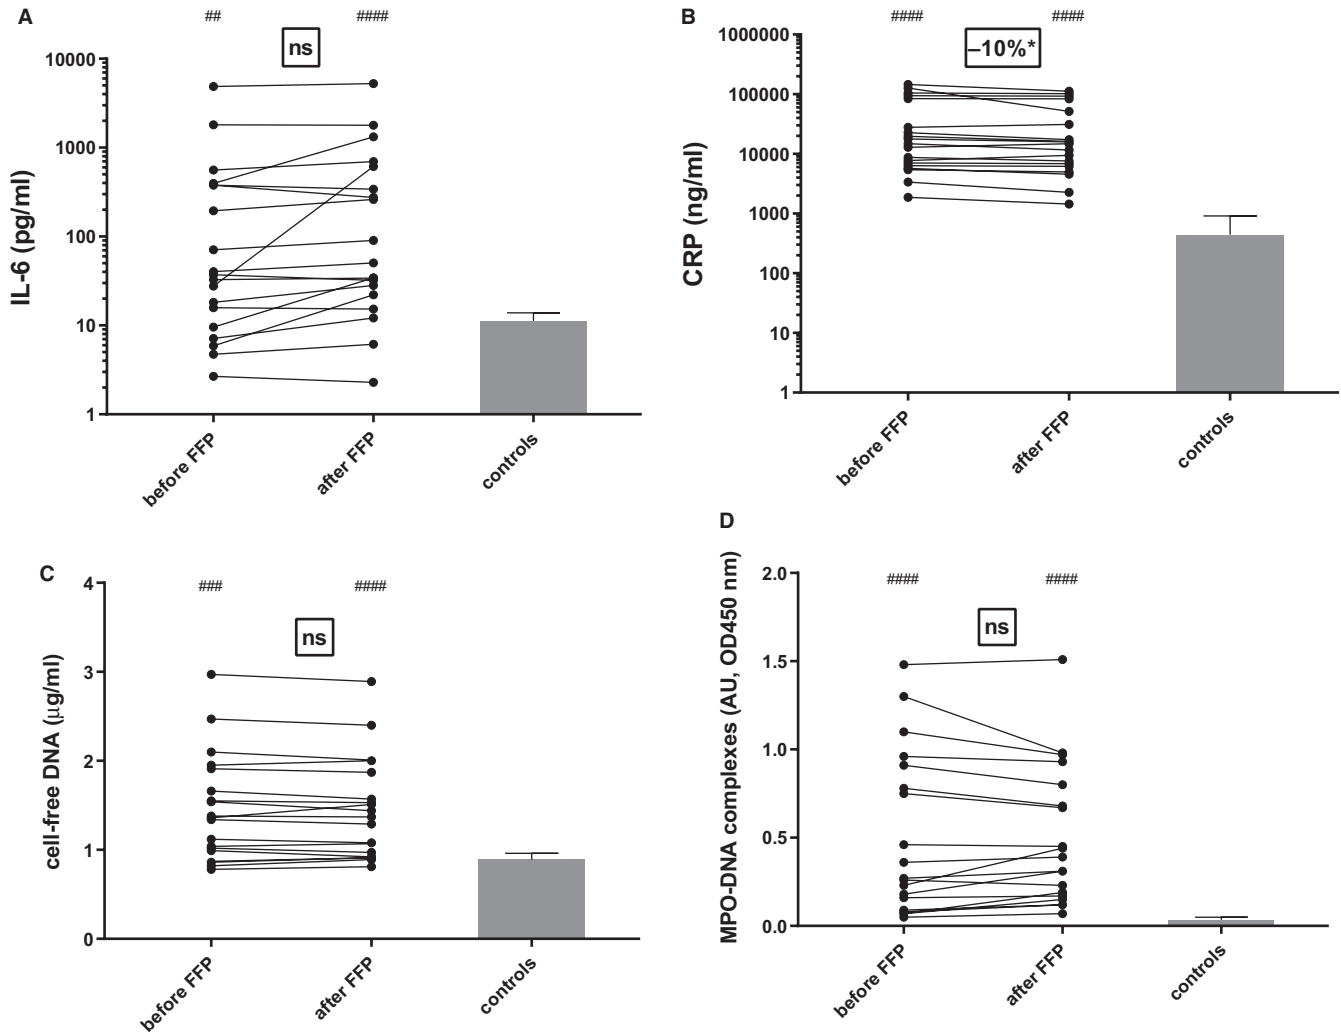 A
##
####
ns
10000
1000
100
10
1
IL-6 (pg/ml)
before FFP
after FFP
controls
B
####
####
–10%*
1000000
100000
10000
1000
100
10
1
CRP (ng/ml)
before FFP
after FFP
controls
C
###
####
ns
4
3
2
1
0
cell-free DNA (µg/ml)
before FFP
after FFP
controls
D
####
####
ns
2.0
1.5
1.0
0.5
0.0
MPO-DNA complexes (AU, OD450 nm)
before FFP
after FFP
controls